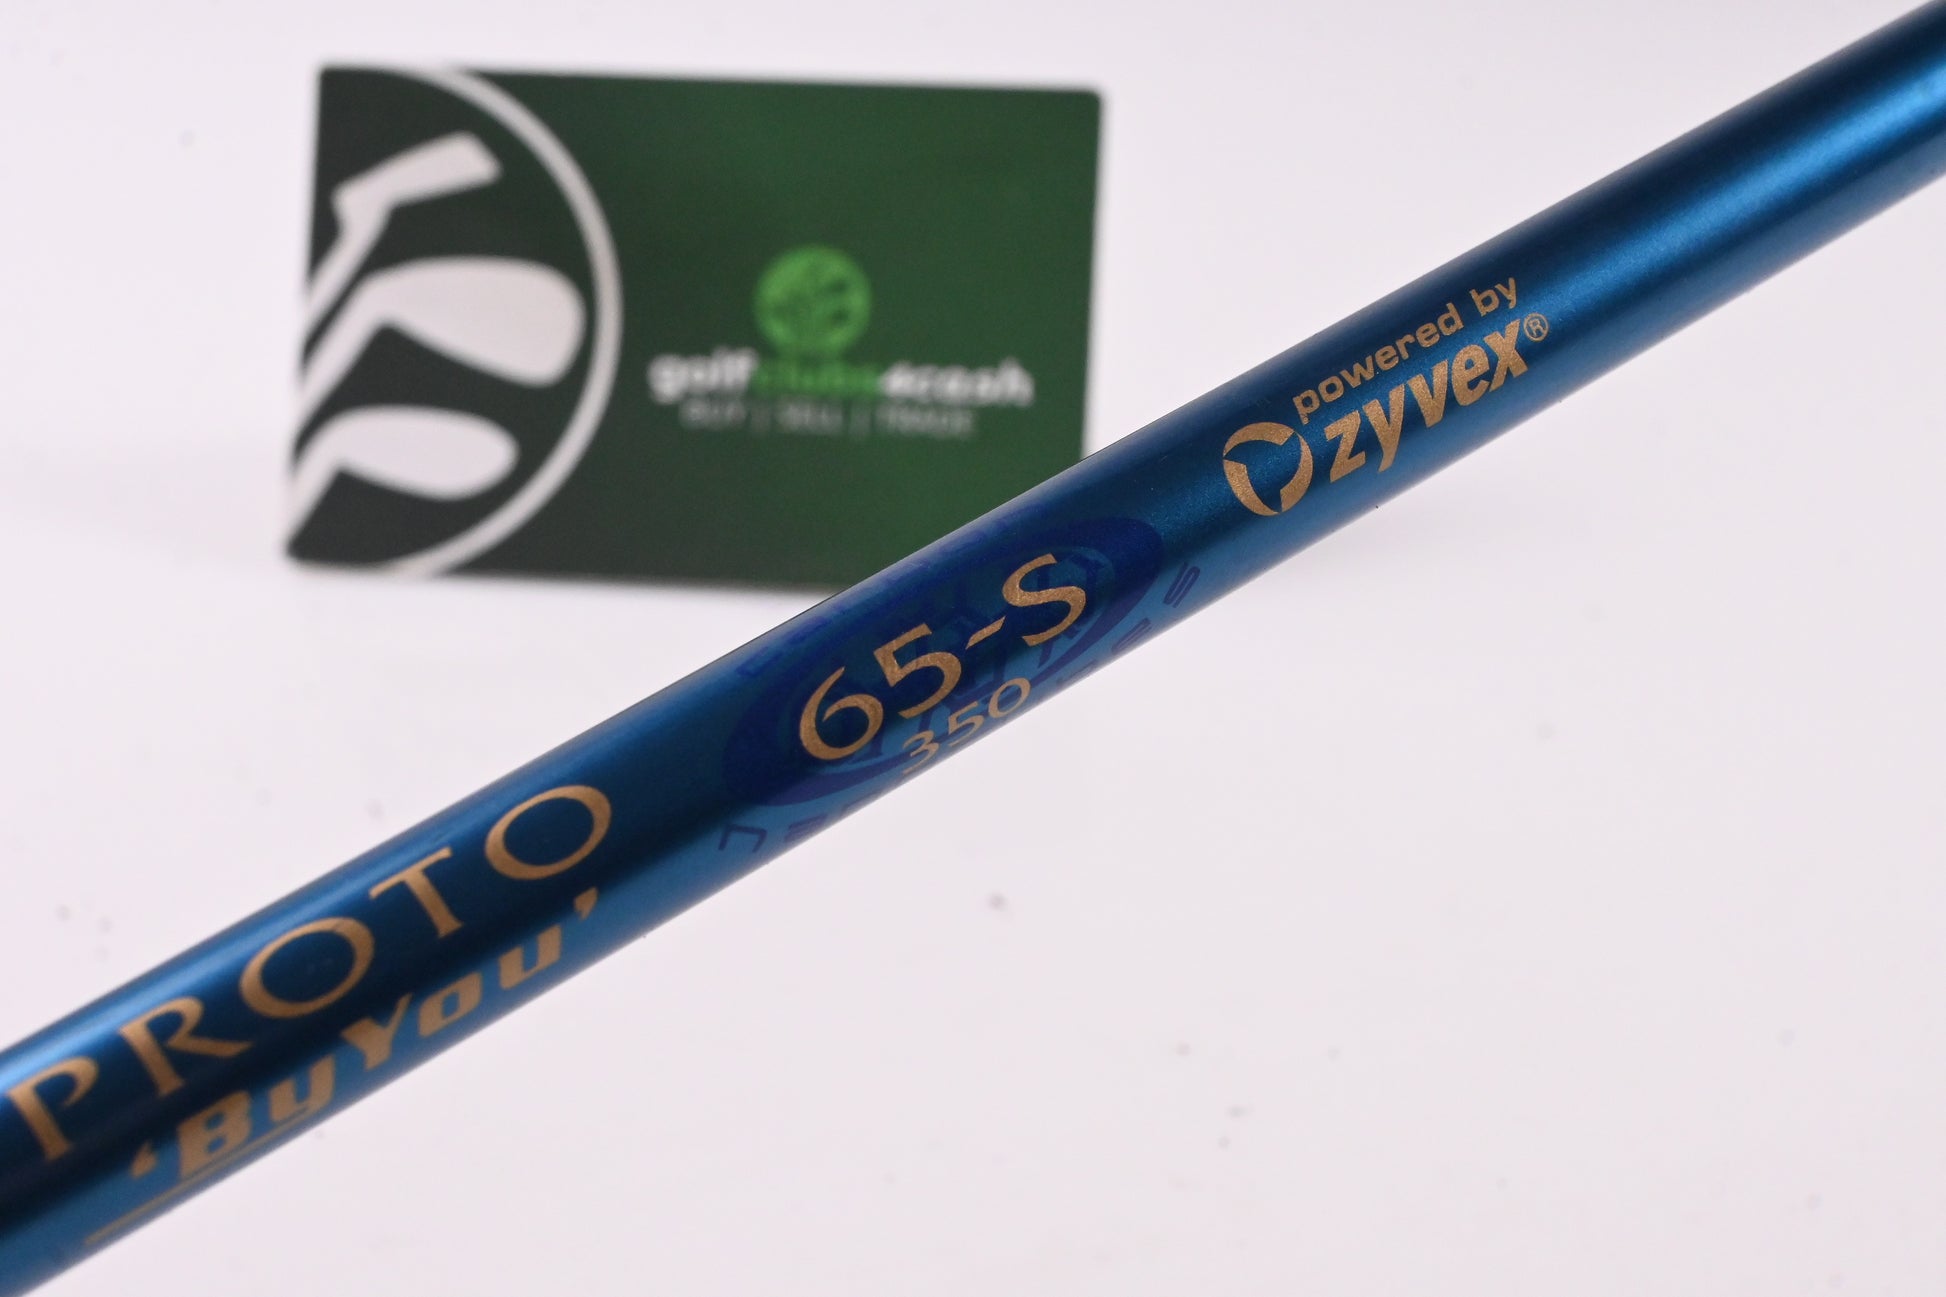 golfclubs4cash
BUY | SELL | TRADE
powered by
zyvex®
65-S
350
PROTO
'ByYou'